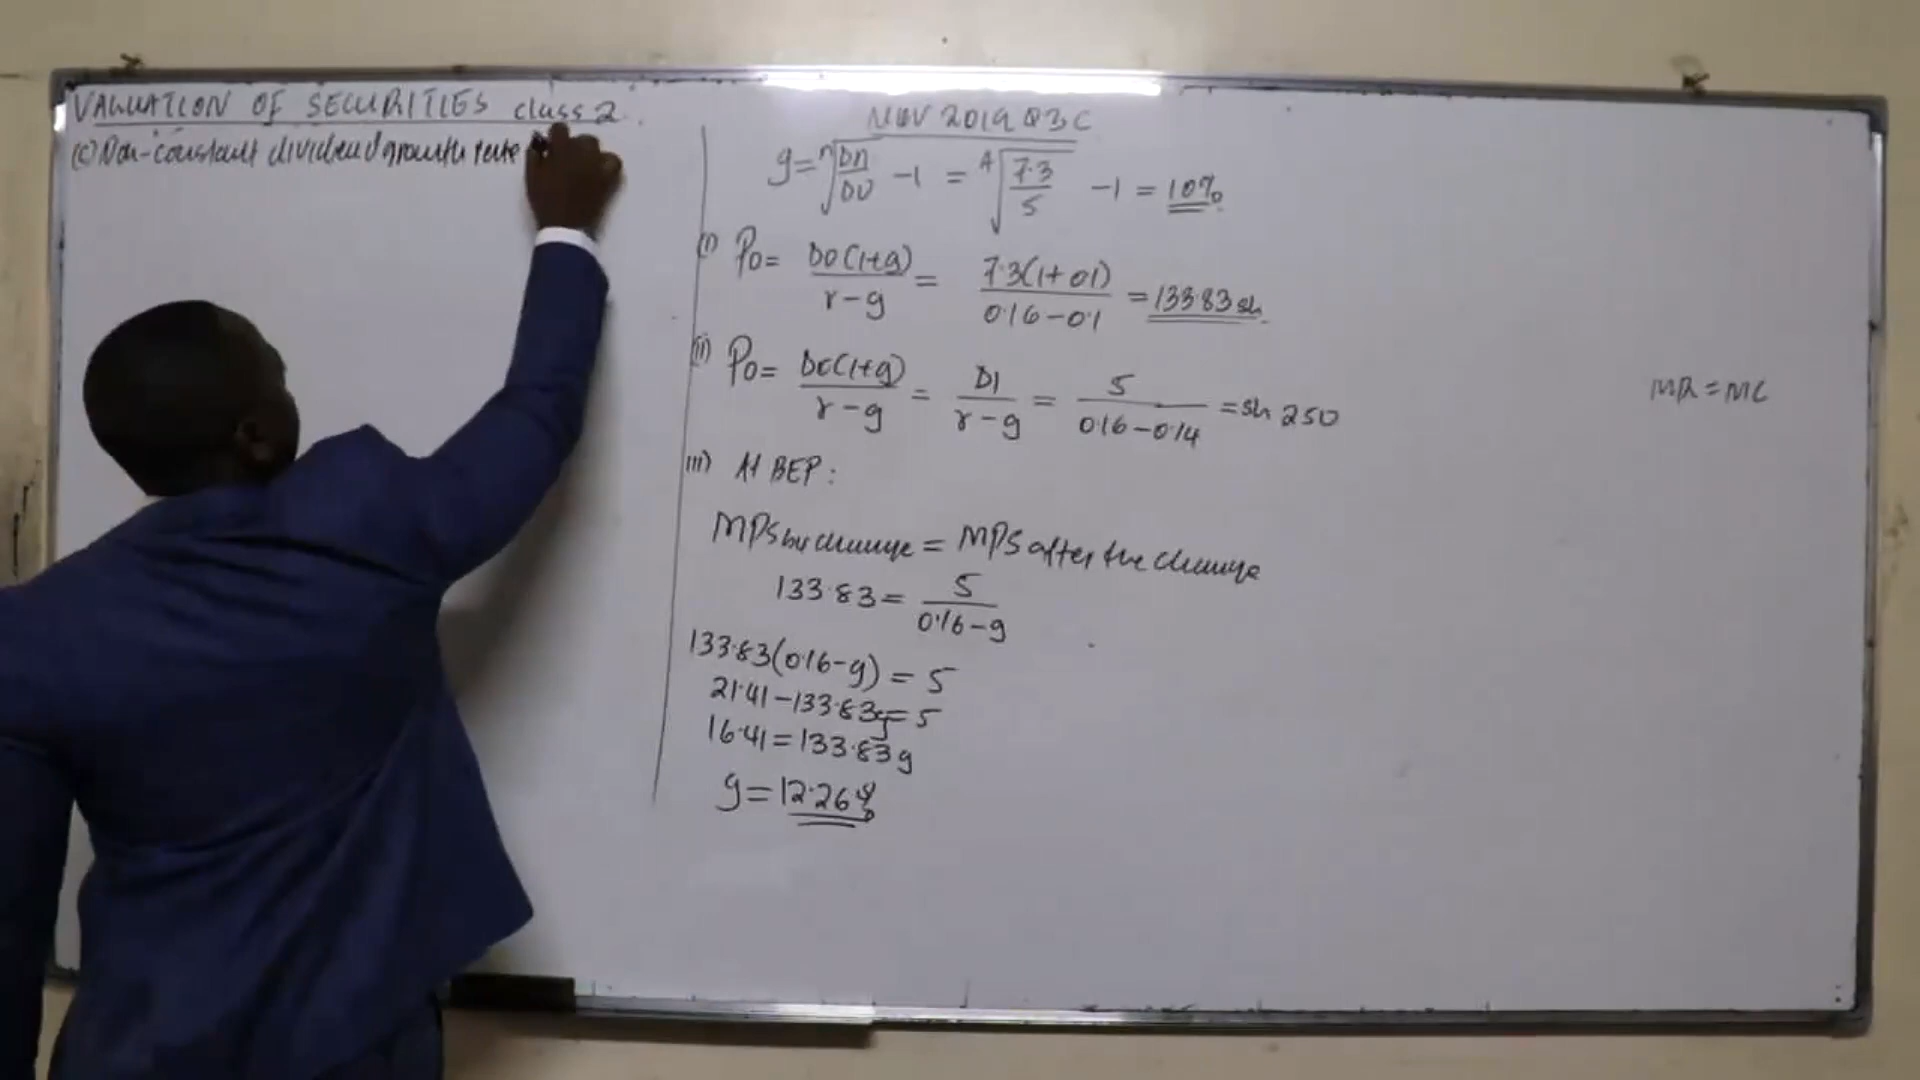 VALUATION OF SECURITIES class 2
(c) Non-constant dividend growth rate
NOV 2019 Q3C
g = ⁿ√(Dn/D0) - 1 = ⁴√(7.3/5) - 1 = 10%
(i) P0 = D0(1+g)/(r-g) = 7.3(1+0.1)/(0.16-0.1) = 133.83 sh
(ii) P0 = D0(1+g)/(r-g) = D1/(r-g) = 5/(0.16-0.14) = sh 250
MR = MC
iii) At BEP:
MPS b4 change = MPS after the change
133.83 = 5/(0.16-g)
133.83(0.16-g) = 5
21.41 - 133.83g = 5
16.41 = 133.83g
g = 12.26%